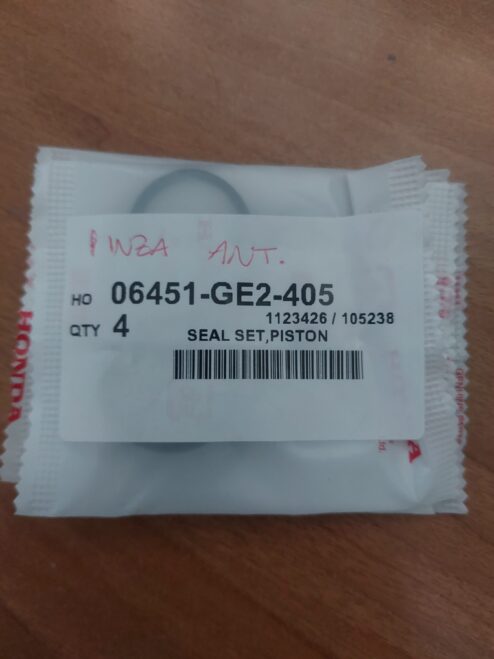 PINZA ANT.
HO 06451-GE2-405
QTY 4 1123426 / 105238
SEAL SET,PISTON
HONDA